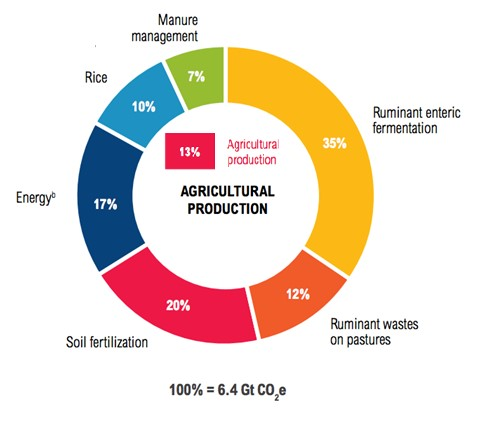 Manure
management
7%
Rice
10%
Ruminant enteric
fermentation
35%
13%
Agricultural
production
AGRICULTURAL
PRODUCTION
Energyᵇ
17%
20%
12%
Soil fertilization
Ruminant wastes
on pastures
100% = 6.4 Gt CO₂e